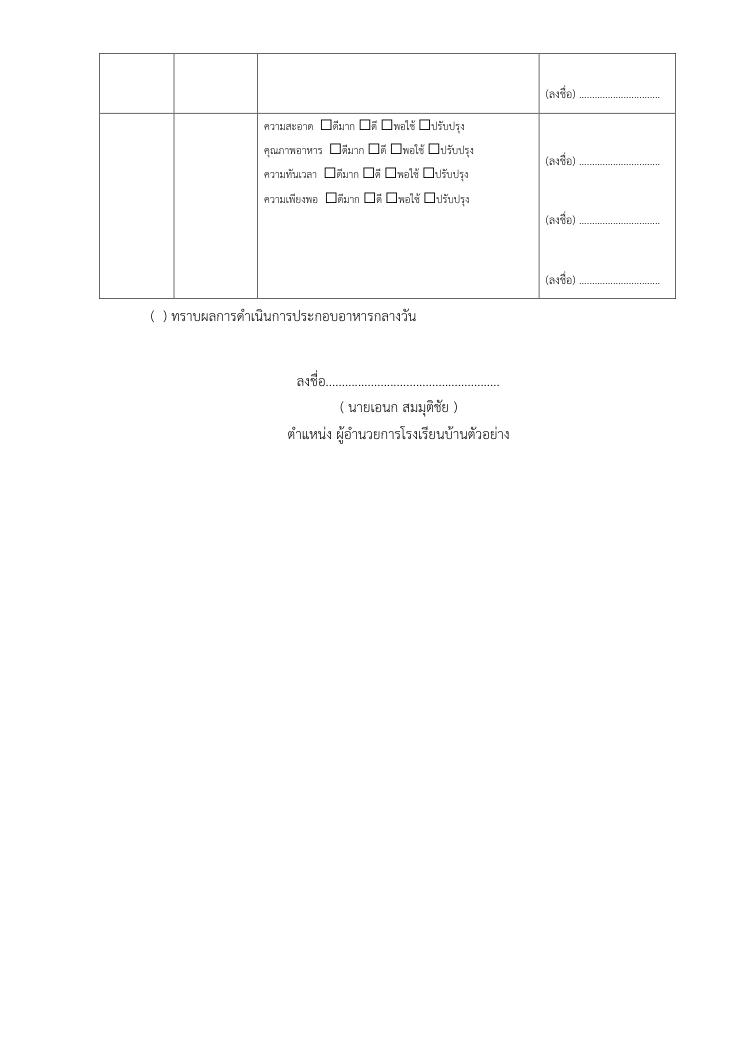 (ลงชื่อ) ...............................
ความสะอาด ☐ดีมาก ☐ดี ☐พอใช้ ☐ปรับปรุง
คุณภาพอาหาร ☐ดีมาก ☐ดี ☐พอใช้ ☐ปรับปรุง
(ลงชื่อ) ...............................
ความทันเวลา ☐ดีมาก ☐ดี ☐พอใช้ ☐ปรับปรุง
ความเพียงพอ ☐ดีมาก ☐ดี ☐พอใช้ ☐ปรับปรุง
(ลงชื่อ) ...............................
(ลงชื่อ) ...............................
( ) ทราบผลการดำเนินการประกอบอาหารกลางวัน
ลงชื่อ......................................................
( นายเอนก สมมุติชัย )
ตำแหน่ง ผู้อำนวยการโรงเรียนบ้านตัวอย่าง